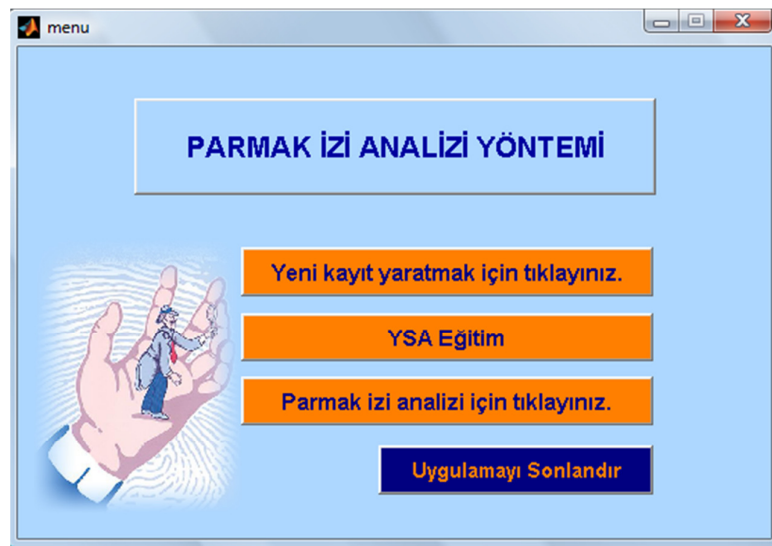 menu
PARMAK İZİ ANALİZİ YÖNTEMİ
Yeni kayıt yaratmak için tıklayınız.
YSA Eğitim
Parmak izi analizi için tıklayınız.
Uygulamayı Sonlandır